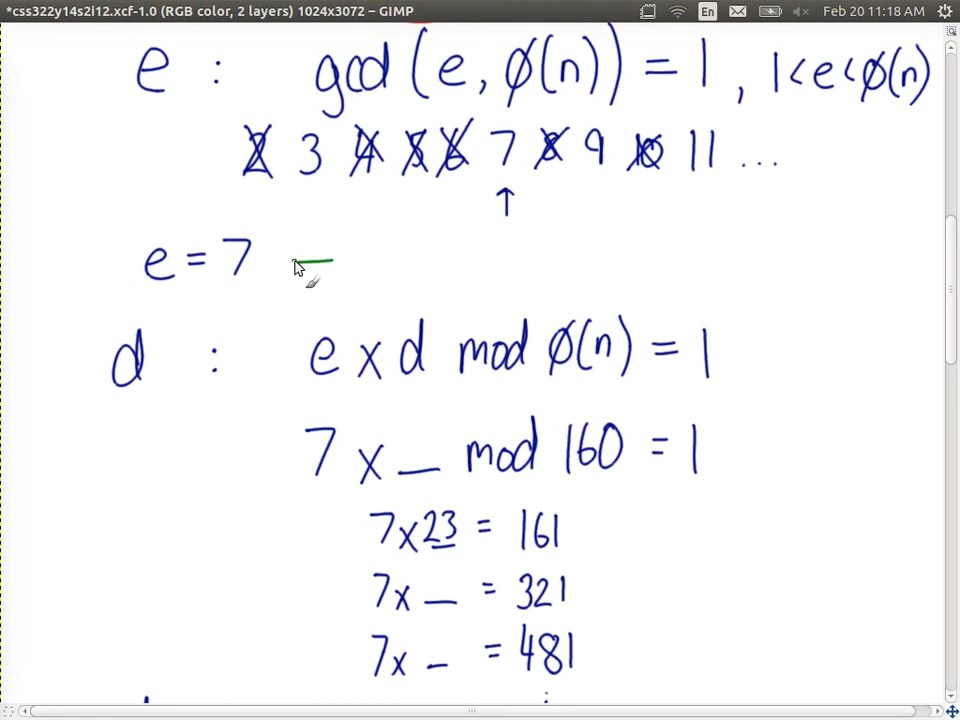 *css322y14s2i12.xcf-1.0 (RGB color, 2 layers) 1024x3072 – GIMP En Feb 20 11:18 AM
e : gcd(e, ϕ(n)) = 1, 1<e<ϕ(n)
2 3 4 5 6 7 8 9 10 11 ...
↑
e = 7 —
d : e x d mod ϕ(n) = 1
7 x _ mod 160 = 1
7x23 = 161
7x _ = 321
7x _ = 481